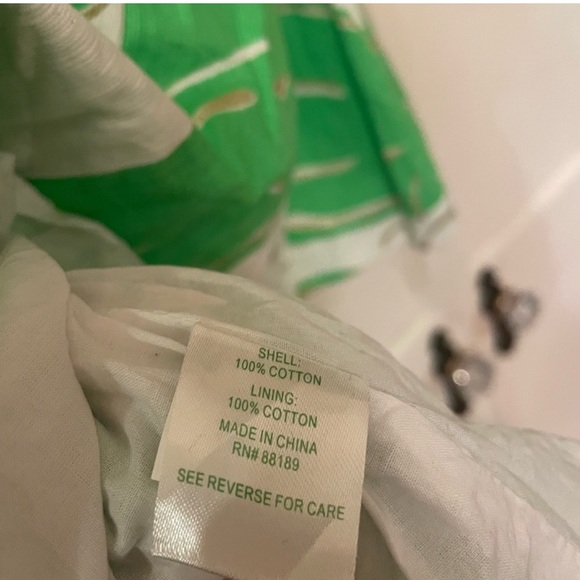 SHELL:
100% COTTON
LINING:
100% COTTON
MADE IN CHINA
RN# 88189
SEE REVERSE FOR CARE